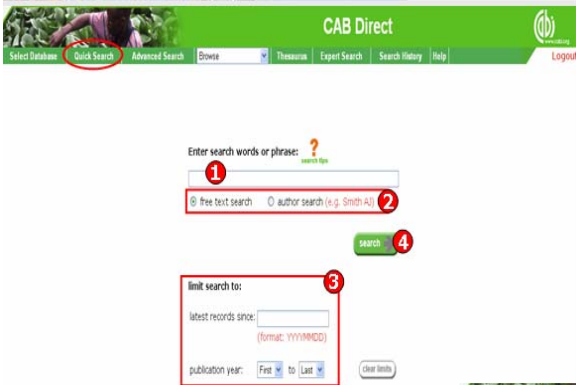 CAB Direct
Select Database Quick Search Advanced Search Browse Thesaurus Expert Search Search History Help Logout
Enter search words or phrase: ?
search tips
1
free text search author search (e.g. Smith AJ) 2
search 4
3
limit search to:
latest records since:
(format: YYYYMMDD)
publication year: First to Last clear limits